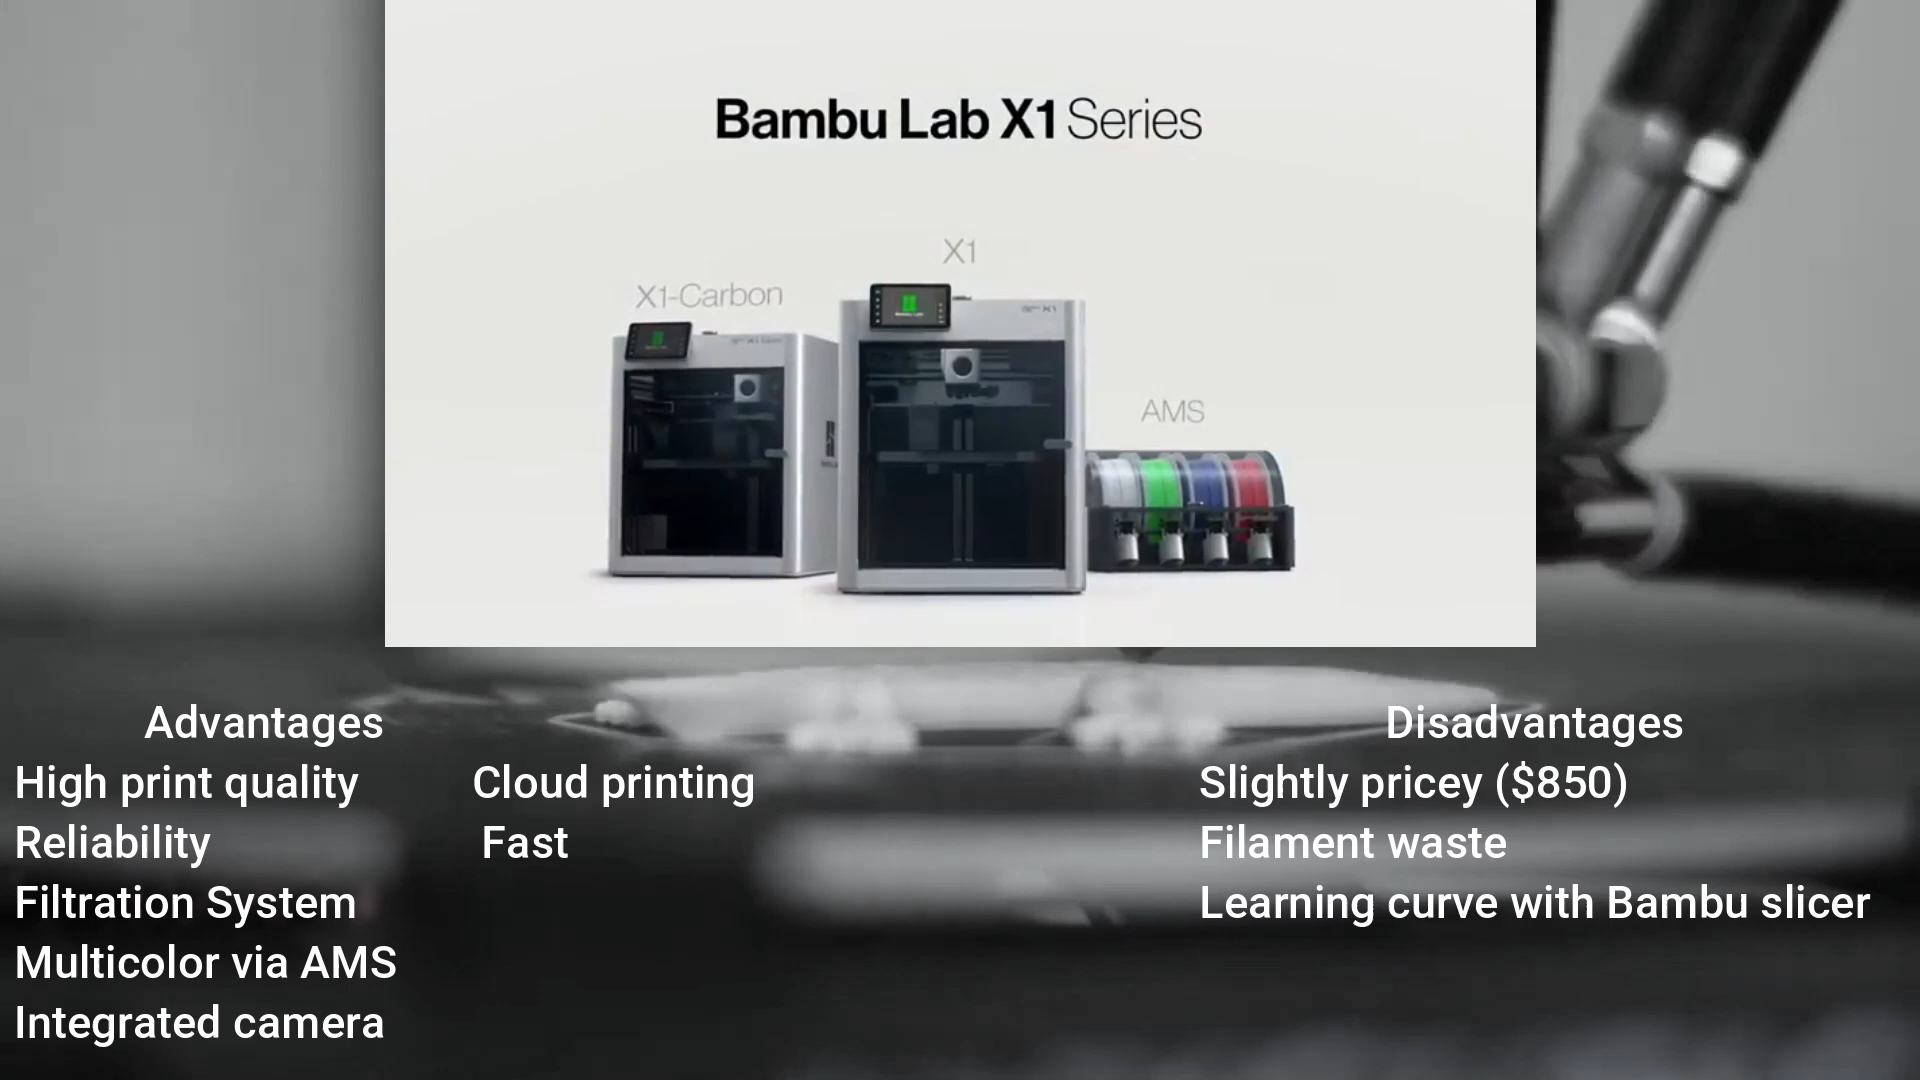 Bambu Lab X1 Series
X1
X1-Carbon
AMS
Advantages
High print quality
Reliability
Filtration System
Multicolor via AMS
Integrated camera
Cloud printing
Fast
Disadvantages
Slightly pricey ($850)
Filament waste
Learning curve with Bambu slicer